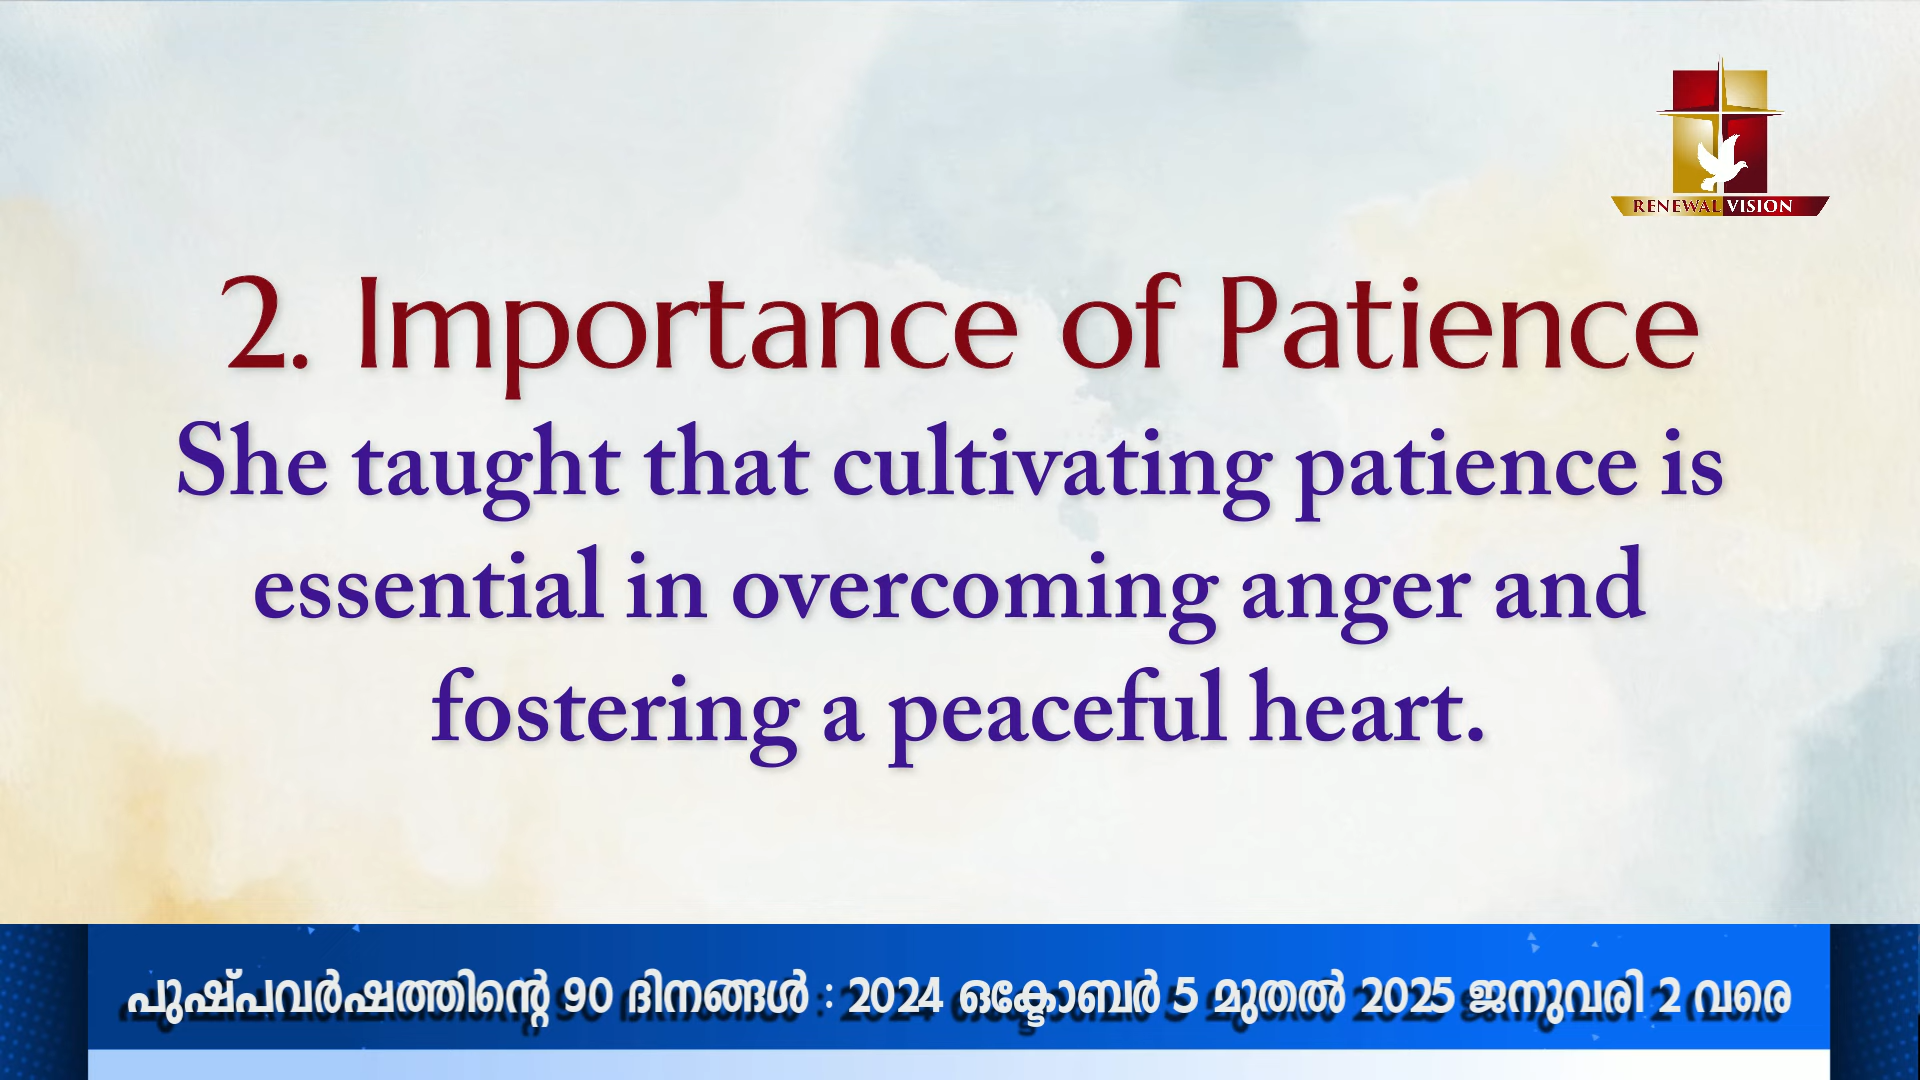 RENEWAL VISION
2. Importance of Patience
She taught that cultivating patience is
essential in overcoming anger and
fostering a peaceful heart.
പുഷ്പവർഷത്തിന്റെ 90 ദിനങ്ങൾ : 2024 ഒക്ടോബർ 5 മുതൽ 2025 ജനുവരി 2 വരെ